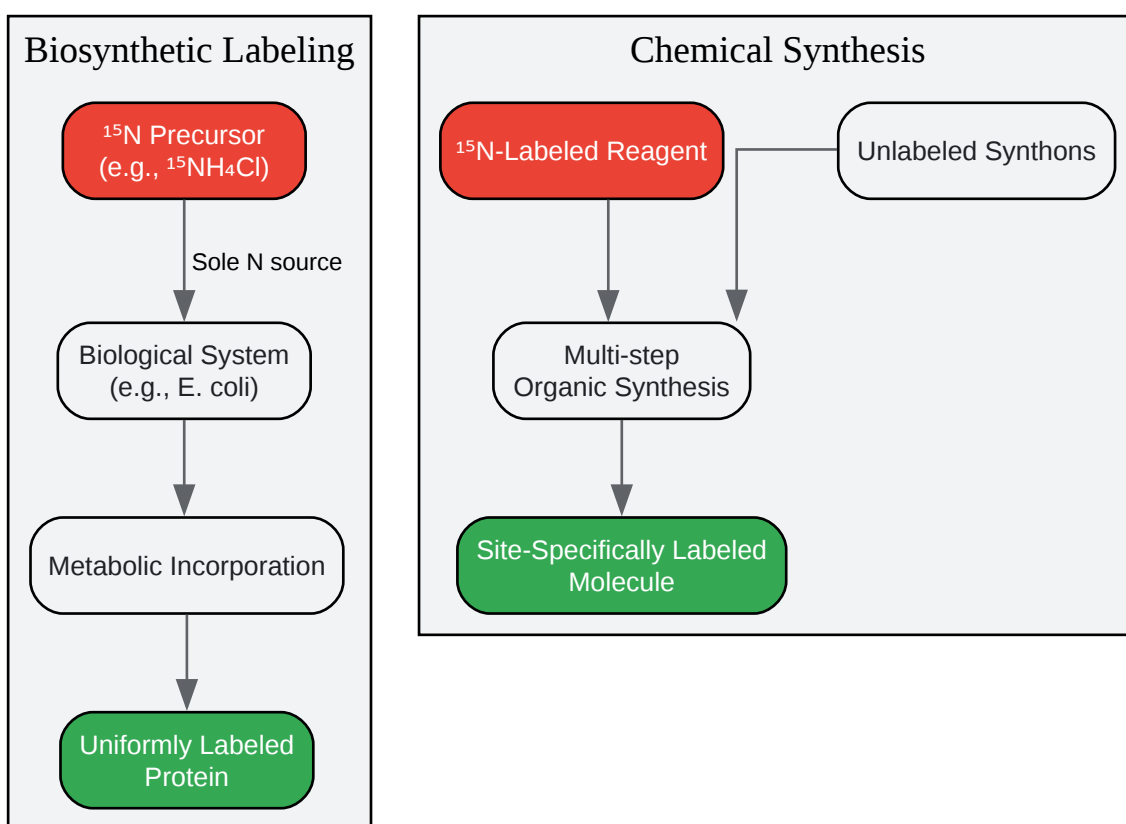 Biosynthetic Labeling
¹⁵N Precursor
(e.g., ¹⁵NH₄Cl)
Sole N source
Biological System
(e.g., E. coli)
Metabolic Incorporation
Uniformly Labeled
Protein
Chemical Synthesis
¹⁵N-Labeled Reagent
Unlabeled Synthons
Multi-step
Organic Synthesis
Site-Specifically Labeled
Molecule